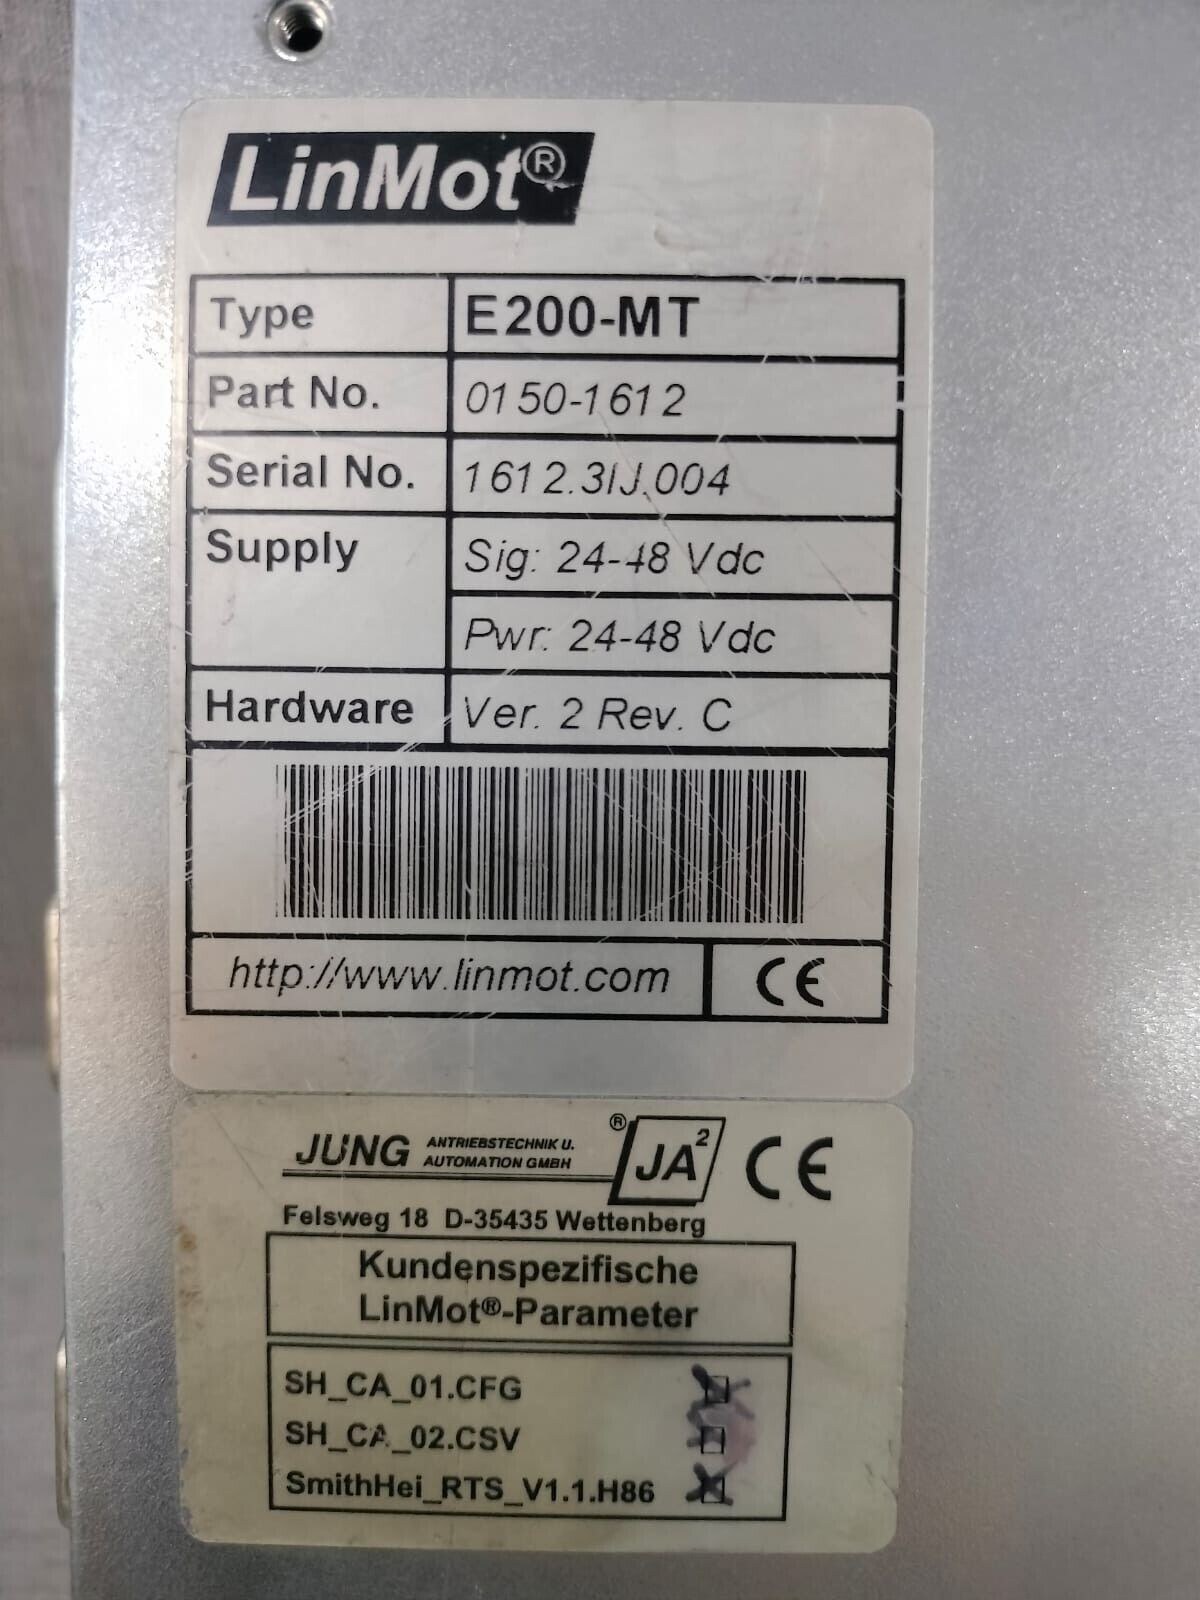 LinMot®
Type E200-MT
Part No. 0150-1612
Serial No. 1612.3IJ.004
Supply Sig: 24-48 Vdc
Pwr: 24-48 Vdc
Hardware Ver. 2 Rev. C
http://www.linmot.com CE
JUNG ANTRIEBSTECHNIK U.
AUTOMATION GMBH
® JA² CE
Felsweg 18 D-35435 Wettenberg
Kundenspezifische
LinMot®-Parameter
SH_CA_01.CFG
SH_CA_02.CSV
SmithHei_RTS_V1.1.H86